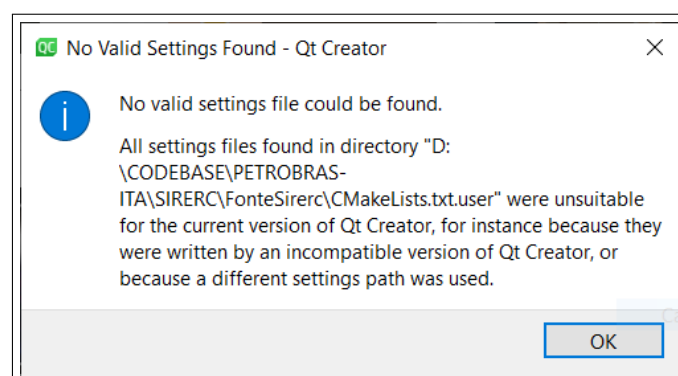 QC No Valid Settings Found - Qt Creator
i
No valid settings file could be found.
All settings files found in directory "D:
\CODEBASE\PETROBRAS-
ITA\SIRERC\FonteSirerc\CMakeLists.txt.user" were unsuitable
for the current version of Qt Creator, for instance because they
were written by an incompatible version of Qt Creator, or
because a different settings path was used.
OK